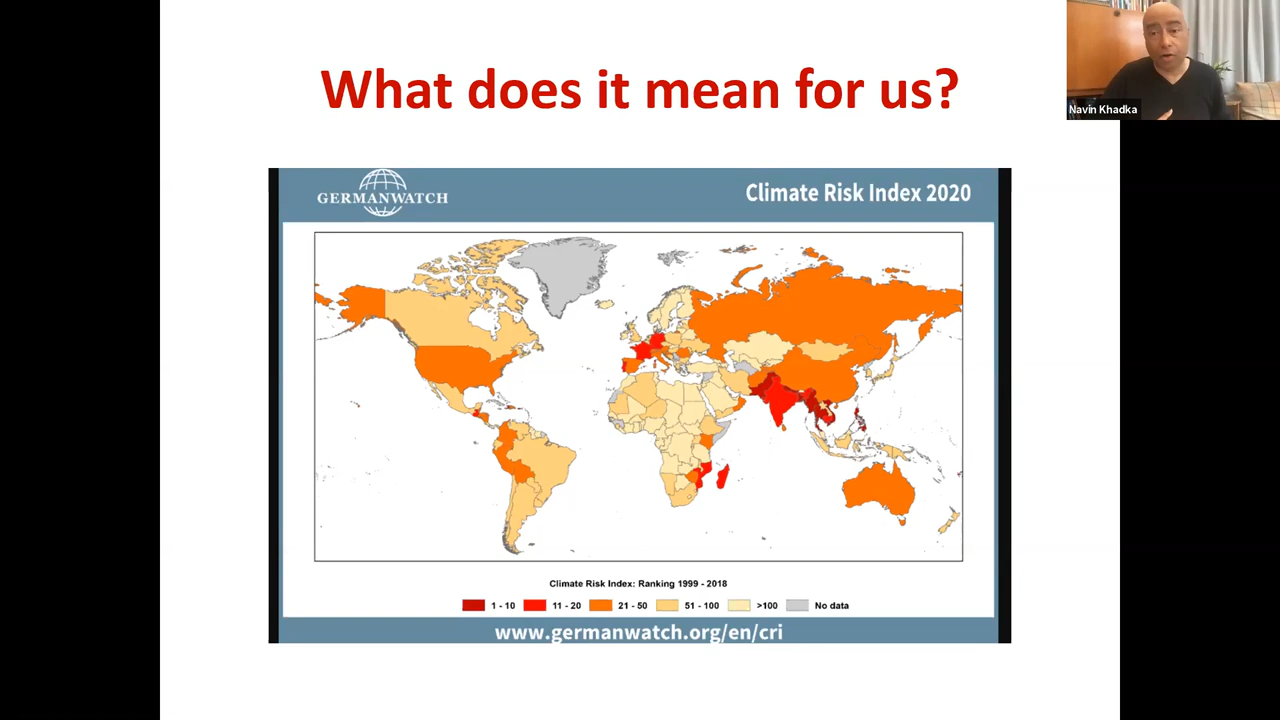 What does it mean for us?
Navin Khadka
GERMANWATCH
Climate Risk Index 2020
Climate Risk Index: Ranking 1999 - 2018
1 - 10
11 - 20
21 - 50
51 - 100
>100
No data
www.germanwatch.org/en/cri